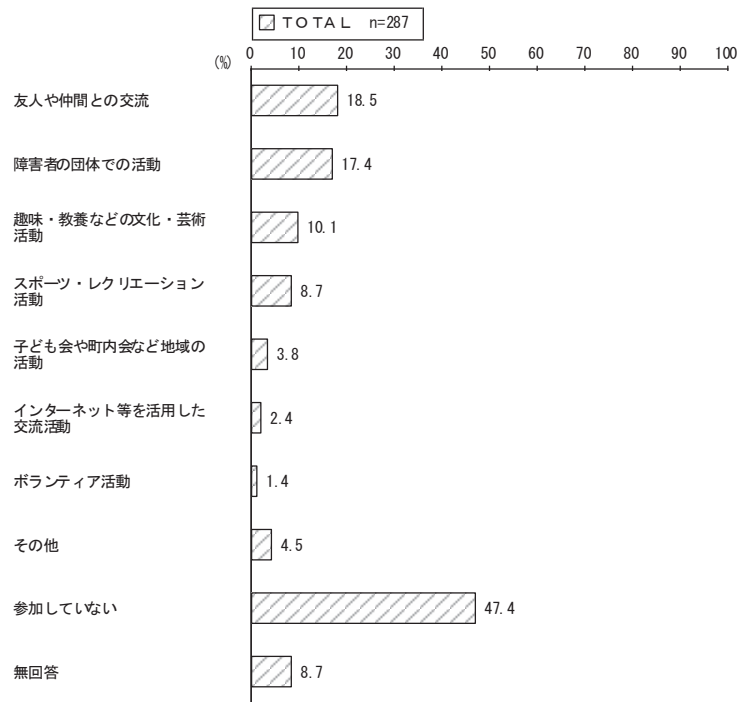 ＴＯＴＡＬ n=287
(%) 0 10 20 30 40 50 60 70 80 90 100
友人や仲間との交流 18.5
障害者の団体での活動 17.4
趣味・教養などの文化・芸術
活動 10.1
スポーツ・レクリエーション
活動 8.7
子ども会や町内会など地域の
活動 3.8
インターネット等を活用した
交流活動 2.4
ボランティア活動 1.4
その他 4.5
参加していない 47.4
無回答 8.7